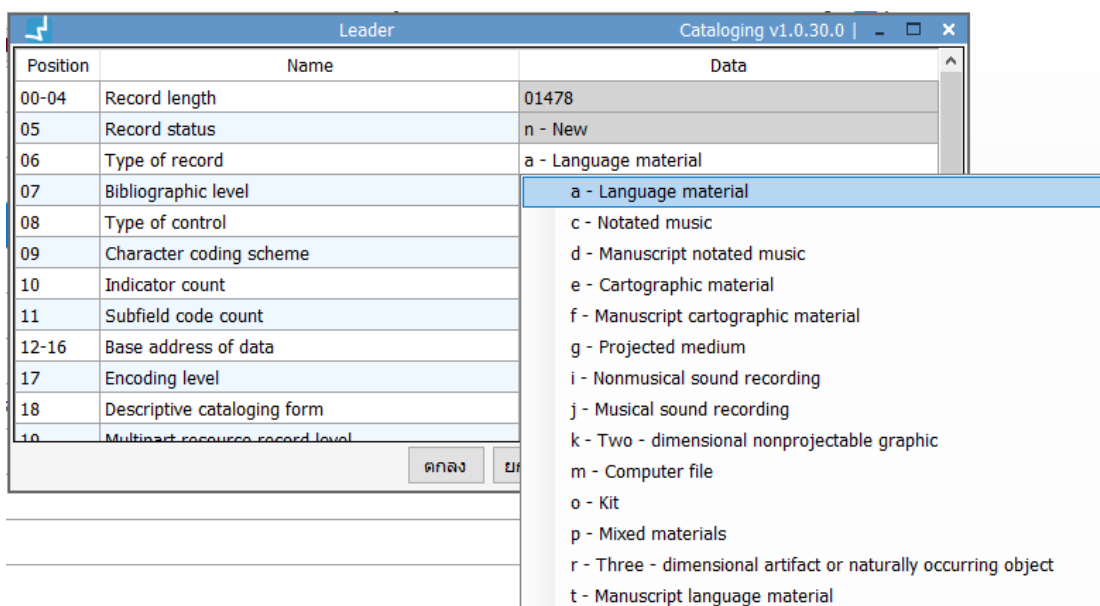 Leader Cataloging v1.0.30.0 |
Position Name Data
00-04 Record length 01478
05 Record status n - New
06 Type of record a - Language material
07 Bibliographic level a - Language material
08 Type of control c - Notated music
09 Character coding scheme d - Manuscript notated music
10 Indicator count e - Cartographic material
11 Subfield code count f - Manuscript cartographic material
12-16 Base address of data g - Projected medium
17 Encoding level i - Nonmusical sound recording
18 Descriptive cataloging form j - Musical sound recording
19 Multipart resource record level k - Two - dimensional nonprojectable graphic
ตกลง m - Computer file
o - Kit
p - Mixed materials
r - Three - dimensional artifact or naturally occurring object
t - Manuscript language material